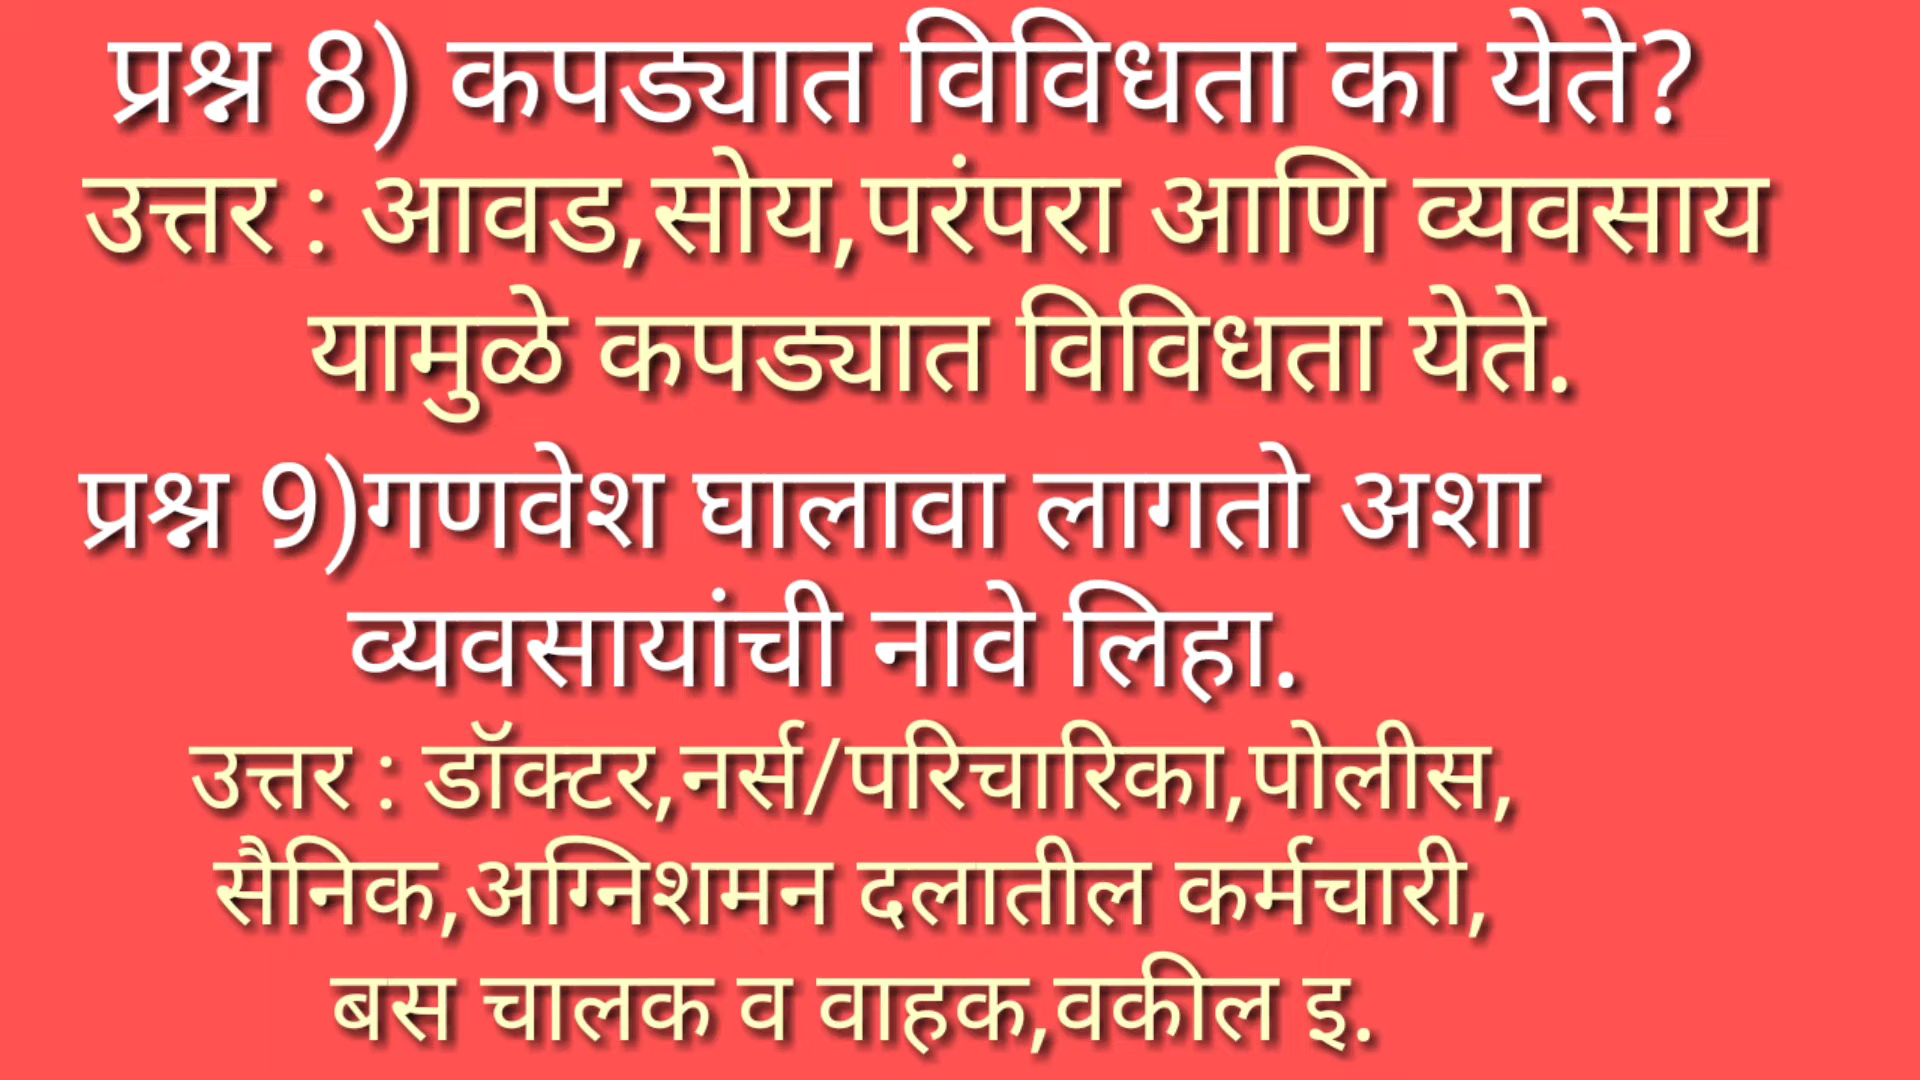 प्रश्न 8) कपड्यात विविधता का येते?
उत्तर : आवड,सोय,परंपरा आणि व्यवसाय
यामुळे कपड्यात विविधता येते.
प्रश्न 9)गणवेश घालावा लागतो अशा
व्यवसायांची नावे लिहा.
उत्तर : डॉक्टर,नर्स/परिचारिका,पोलीस,
सैनिक,अग्निशमन दलातील कर्मचारी,
बस चालक व वाहक,वकील इ.